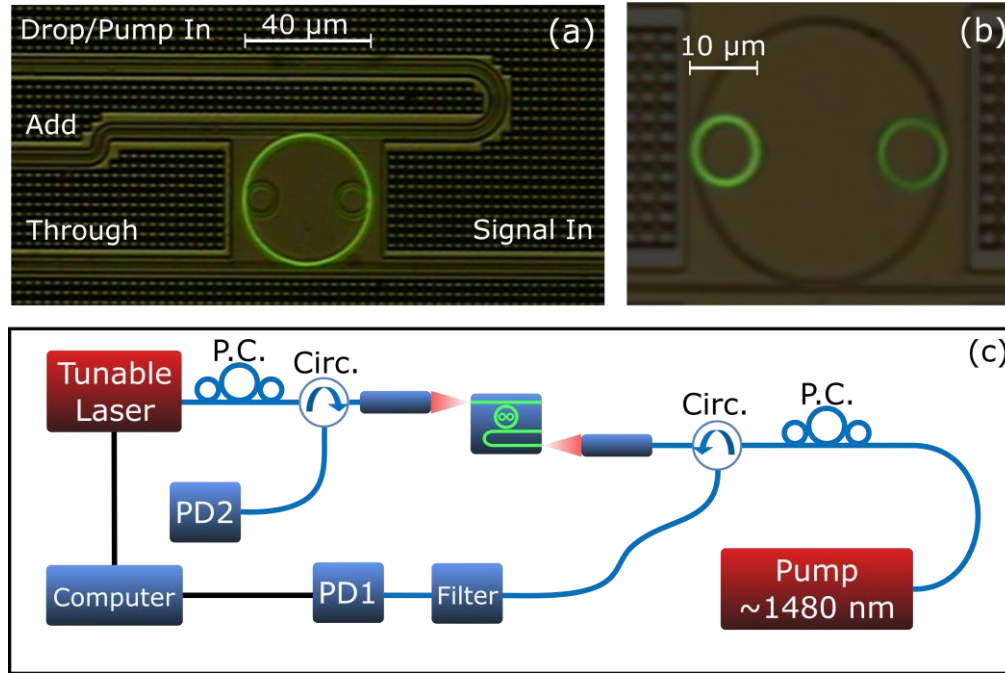 Drop/Pump In
40 µm
(a)
Add
Through
Signal In
10 µm
(b)
(c)
Tunable
Laser
P.C.
Circ.
Circ.
P.C.
PD2
Computer
PD1
Filter
Pump
~1480 nm